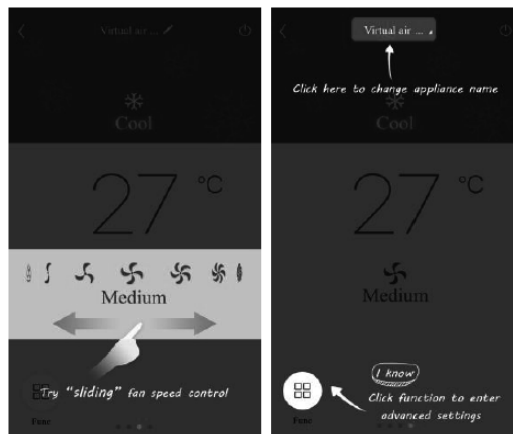 Virtual air ...
Cool
27 °C
Medium
Try "sliding" fan speed control
Func
Virtual air ...
Click here to change appliance name
Cool
27 °C
Medium
I know
Click function to enter
advanced settings
Func